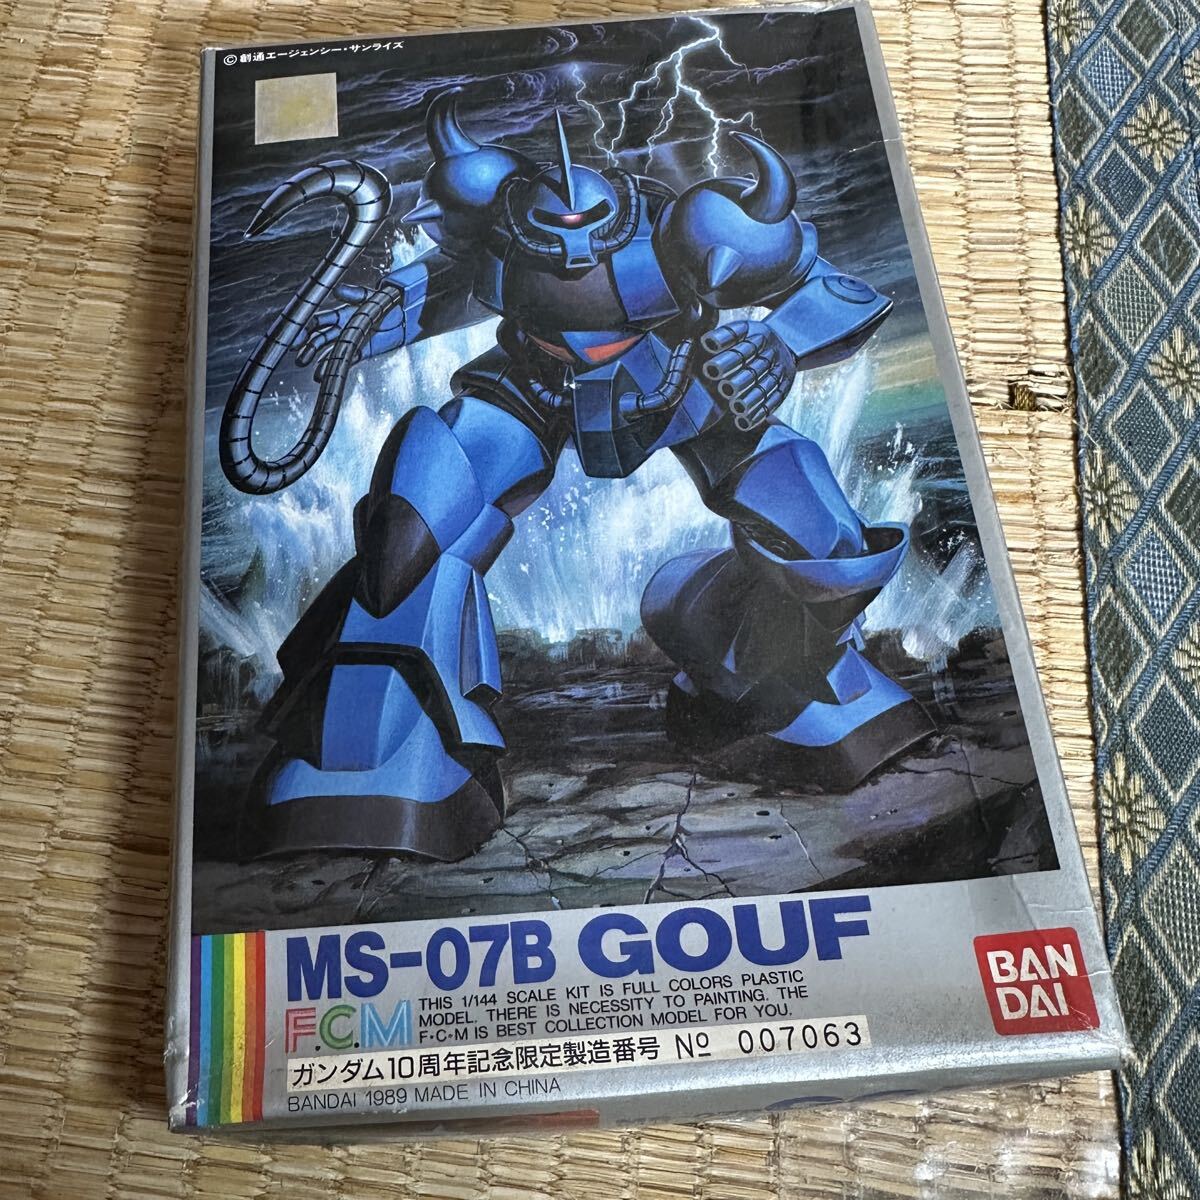 ©創通エージェンシー・サンライズ
MS-07B GOUF
F.C.M
THIS 1/144 SCALE KIT IS FULL COLORS PLASTIC
MODEL. THERE IS NECESSITY TO PAINTING. THE
F・C・M IS BEST COLLECTION MODEL FOR YOU.
ガンダム10周年記念限定製造番号 Nº 007063
BANDAI 1989 MADE IN CHINA
BAN
DAI